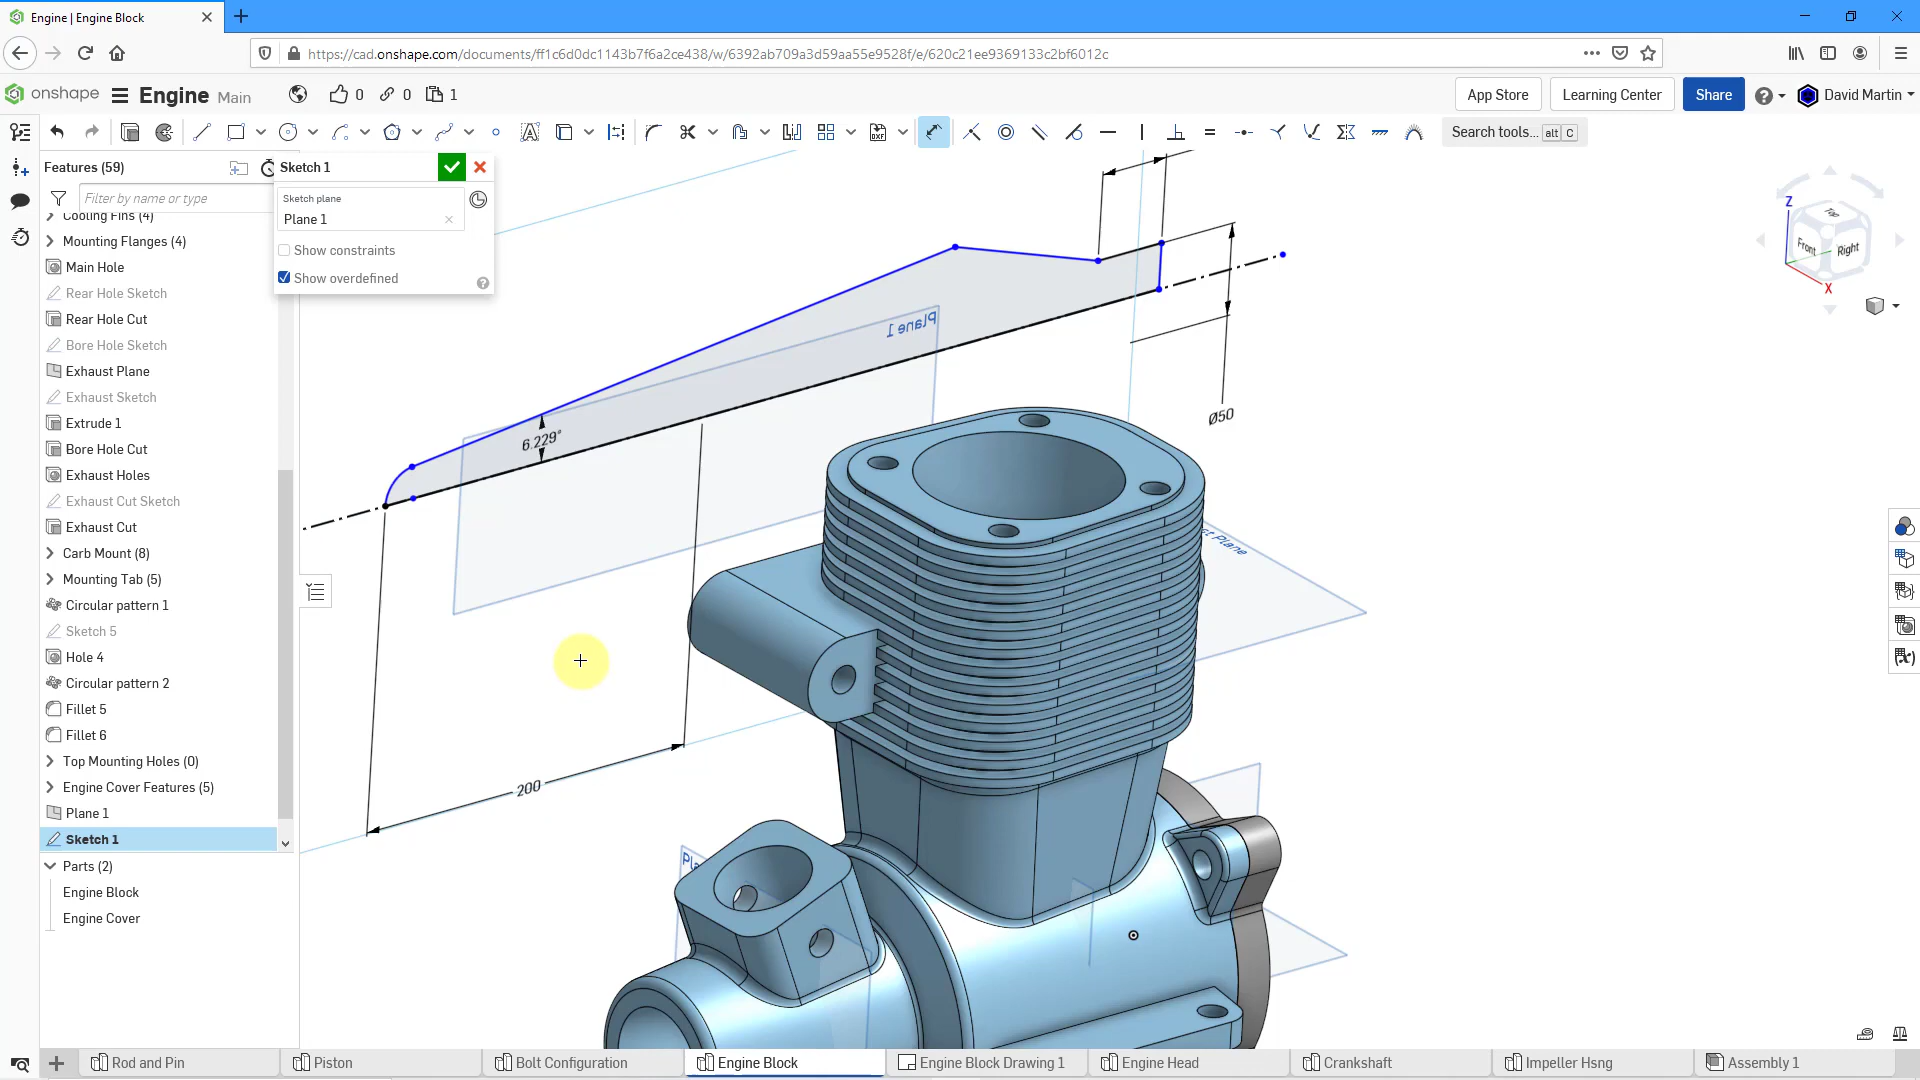 Engine | Engine Block
https://cad.onshape.com/documents/ff1c6d0dc1143b7f6a2ce438/w/6392ab709a3d59aa55e9528f/e/620c21ee9369133c2bf6012c
onshape
Engine Main
0
0
1
App Store
Learning Center
Share
David Martin
Search tools... alt C
Features (59)
Filter by name or type
Cooling Fins (4)
Mounting Flanges (4)
Main Hole
Rear Hole Sketch
Rear Hole Cut
Bore Hole Sketch
Exhaust Plane
Exhaust Sketch
Extrude 1
Bore Hole Cut
Exhaust Holes
Exhaust Cut Sketch
Exhaust Cut
Carb Mount (8)
Mounting Tab (5)
Circular pattern 1
Sketch 5
Hole 4
Circular pattern 2
Fillet 5
Fillet 6
Top Mounting Holes (0)
Engine Cover Features (5)
Plane 1
Sketch 1
Parts (2)
Engine Block
Engine Cover
Sketch 1
Sketch plane
Plane 1
Show constraints
Show overdefined
Plane 1
6.229°
Ø50
200
st Plane
Pla
Z
Top
Front
Right
X
Rod and Pin
Piston
Bolt Configuration
Engine Block
Engine Block Drawing 1
Engine Head
Crankshaft
Impeller Hsng
Assembly 1